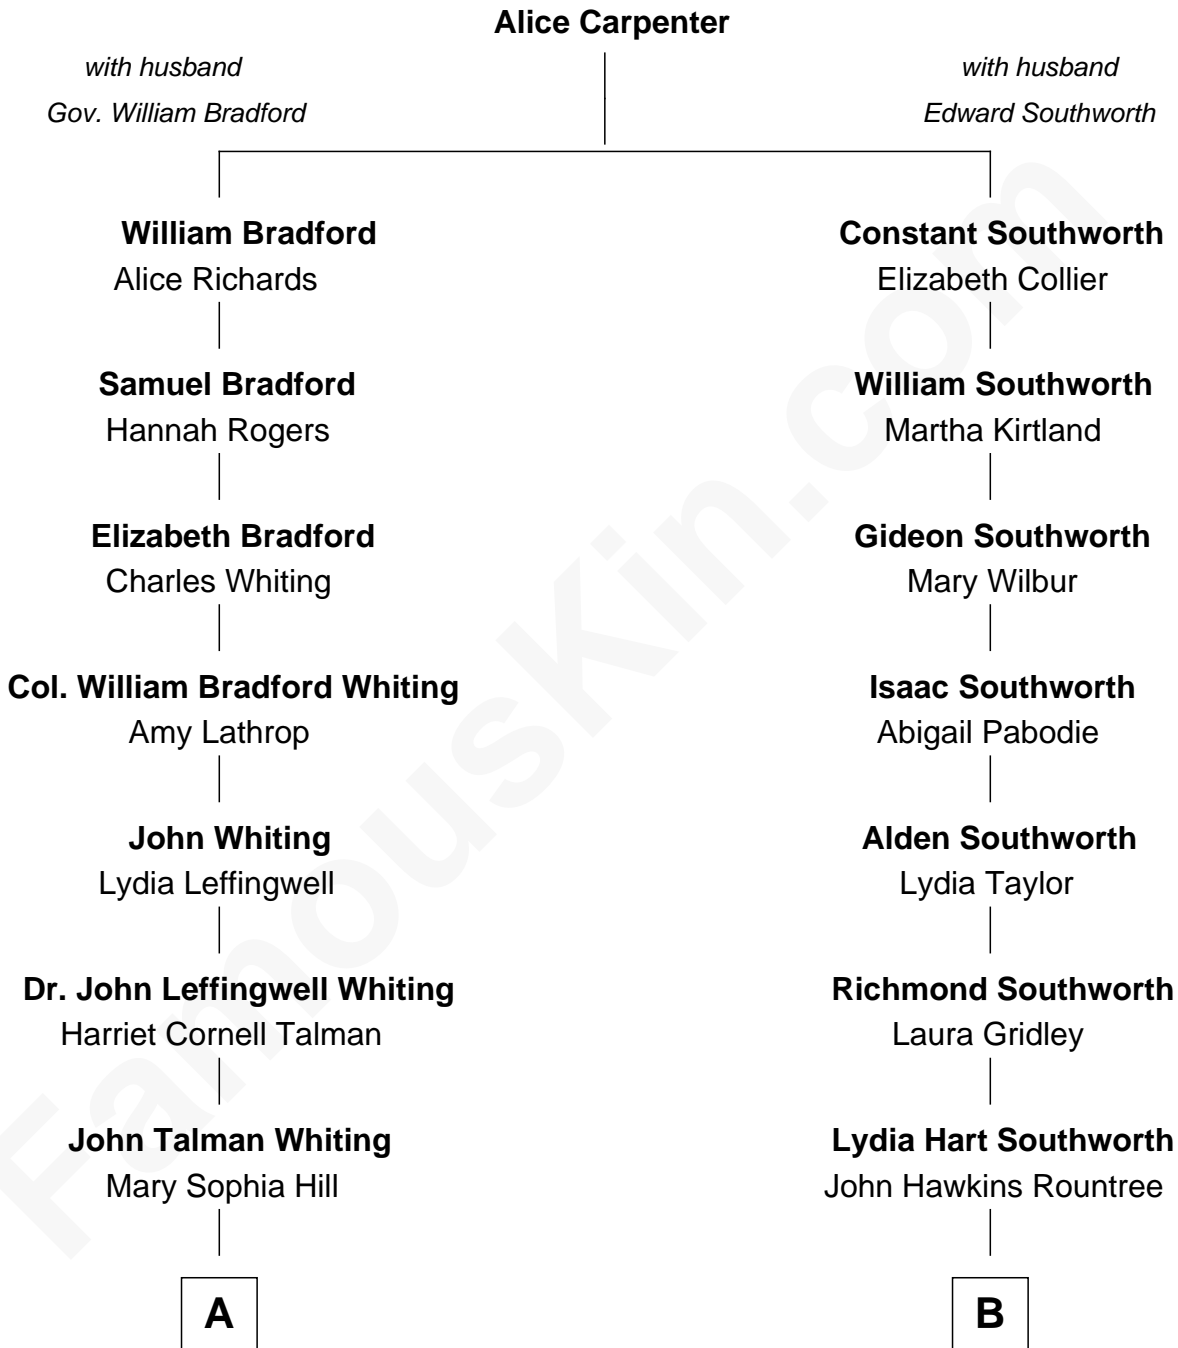 Alice Carpenter
with husband
Gov. William Bradford
with husband
Edward Southworth
William Bradford
Alice Richards
Constant Southworth
Elizabeth Collier
Samuel Bradford
Hannah Rogers
William Southworth
Martha Kirtland
Elizabeth Bradford
Charles Whiting
Gideon Southworth
Mary Wilbur
Col. William Bradford Whiting
Amy Lathrop
Isaac Southworth
Abigail Pabodie
John Whiting
Lydia Leffingwell
Alden Southworth
Lydia Taylor
Dr. John Leffingwell Whiting
Harriet Cornell Talman
Richmond Southworth
Laura Gridley
John Talman Whiting
Mary Sophia Hill
Lydia Hart Southworth
John Hawkins Rountree
A
B
FamousKin.com